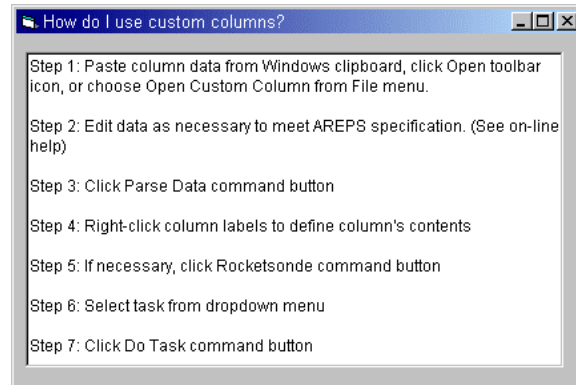 How do I use custom columns?
Step 1: Paste column data from Windows clipboard, click Open toolbar
icon, or choose Open Custom Column from File menu.
Step 2: Edit data as necessary to meet AREPS specification. (See on-line
help)
Step 3: Click Parse Data command button
Step 4: Right-click column labels to define column's contents
Step 5: If necessary, click Rocketsonde command button
Step 6: Select task from dropdown menu
Step 7: Click Do Task command button